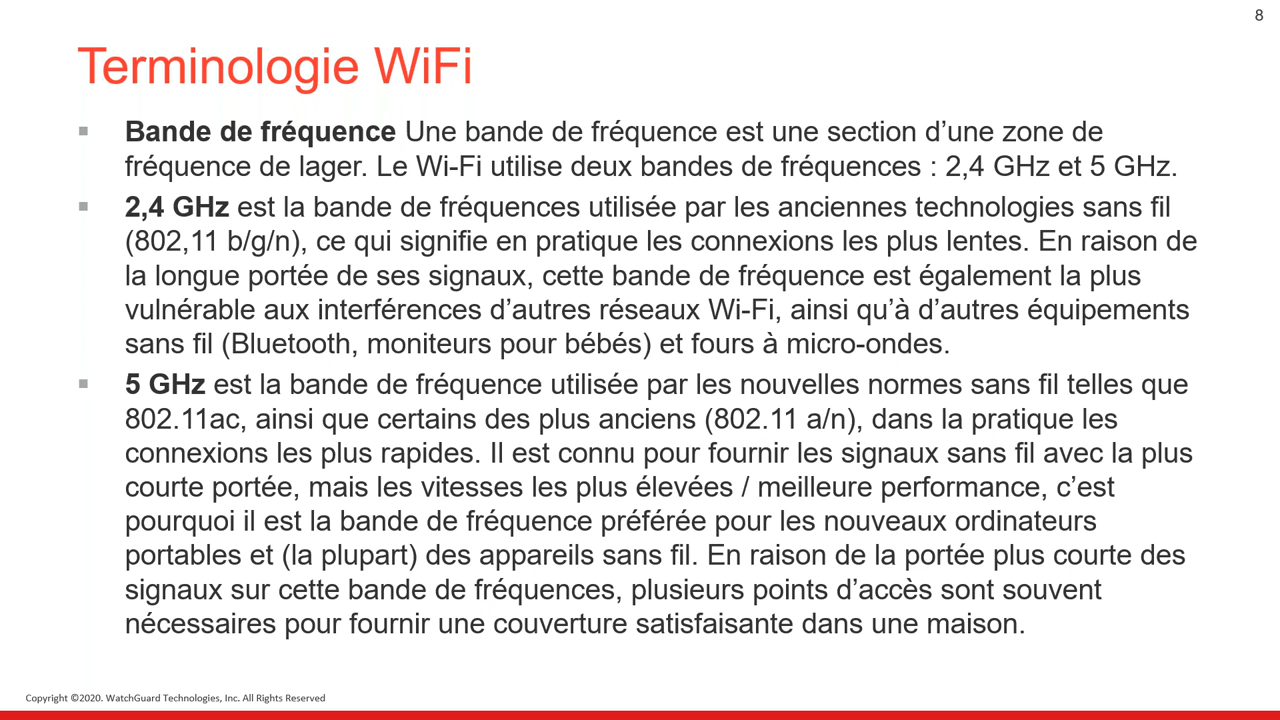 8
Terminologie WiFi
▪ Bande de fréquence Une bande de fréquence est une section d’une zone de
fréquence de lager. Le Wi-Fi utilise deux bandes de fréquences : 2,4 GHz et 5 GHz.
▪ 2,4 GHz est la bande de fréquences utilisée par les anciennes technologies sans fil
(802,11 b/g/n), ce qui signifie en pratique les connexions les plus lentes. En raison de
la longue portée de ses signaux, cette bande de fréquence est également la plus
vulnérable aux interférences d’autres réseaux Wi-Fi, ainsi qu’à d’autres équipements
sans fil (Bluetooth, moniteurs pour bébés) et fours à micro-ondes.
▪ 5 GHz est la bande de fréquence utilisée par les nouvelles normes sans fil telles que
802.11ac, ainsi que certains des plus anciens (802.11 a/n), dans la pratique les
connexions les plus rapides. Il est connu pour fournir les signaux sans fil avec la plus
courte portée, mais les vitesses les plus élevées / meilleure performance, c’est
pourquoi il est la bande de fréquence préférée pour les nouveaux ordinateurs
portables et (la plupart) des appareils sans fil. En raison de la portée plus courte des
signaux sur cette bande de fréquences, plusieurs points d’accès sont souvent
nécessaires pour fournir une couverture satisfaisante dans une maison.
Copyright ©2020. WatchGuard Technologies, Inc. All Rights Reserved